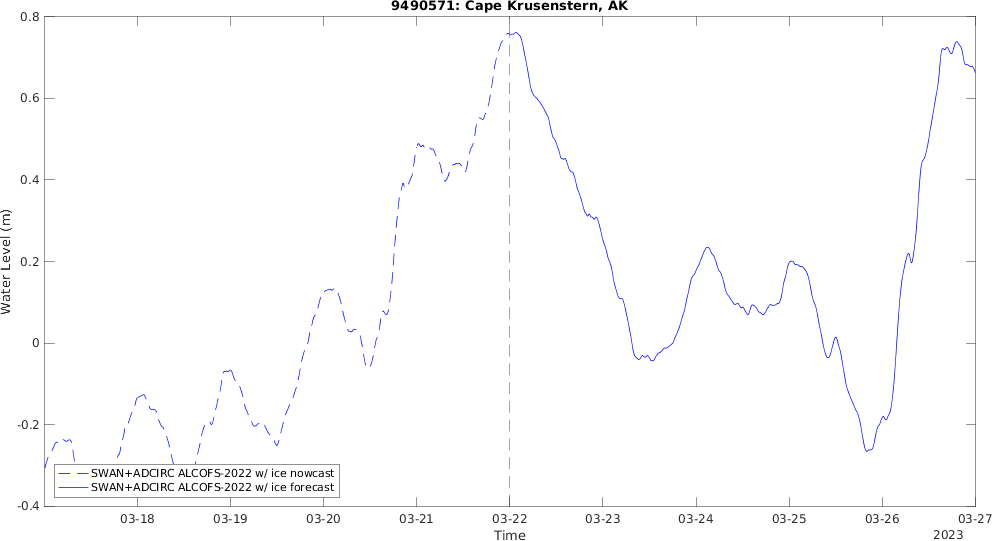 9490571: Cape Krusenstern, AK
0.8
0.6
0.4
0.2
0
-0.2
-0.4
Water Level (m)
SWAN+ADCIRC ALCOFS-2022 w/ ice nowcast
SWAN+ADCIRC ALCOFS-2022 w/ ice forecast
03-18 03-19 03-20 03-21 03-22 03-23 03-24 03-25 03-26 03-27
Time
2023